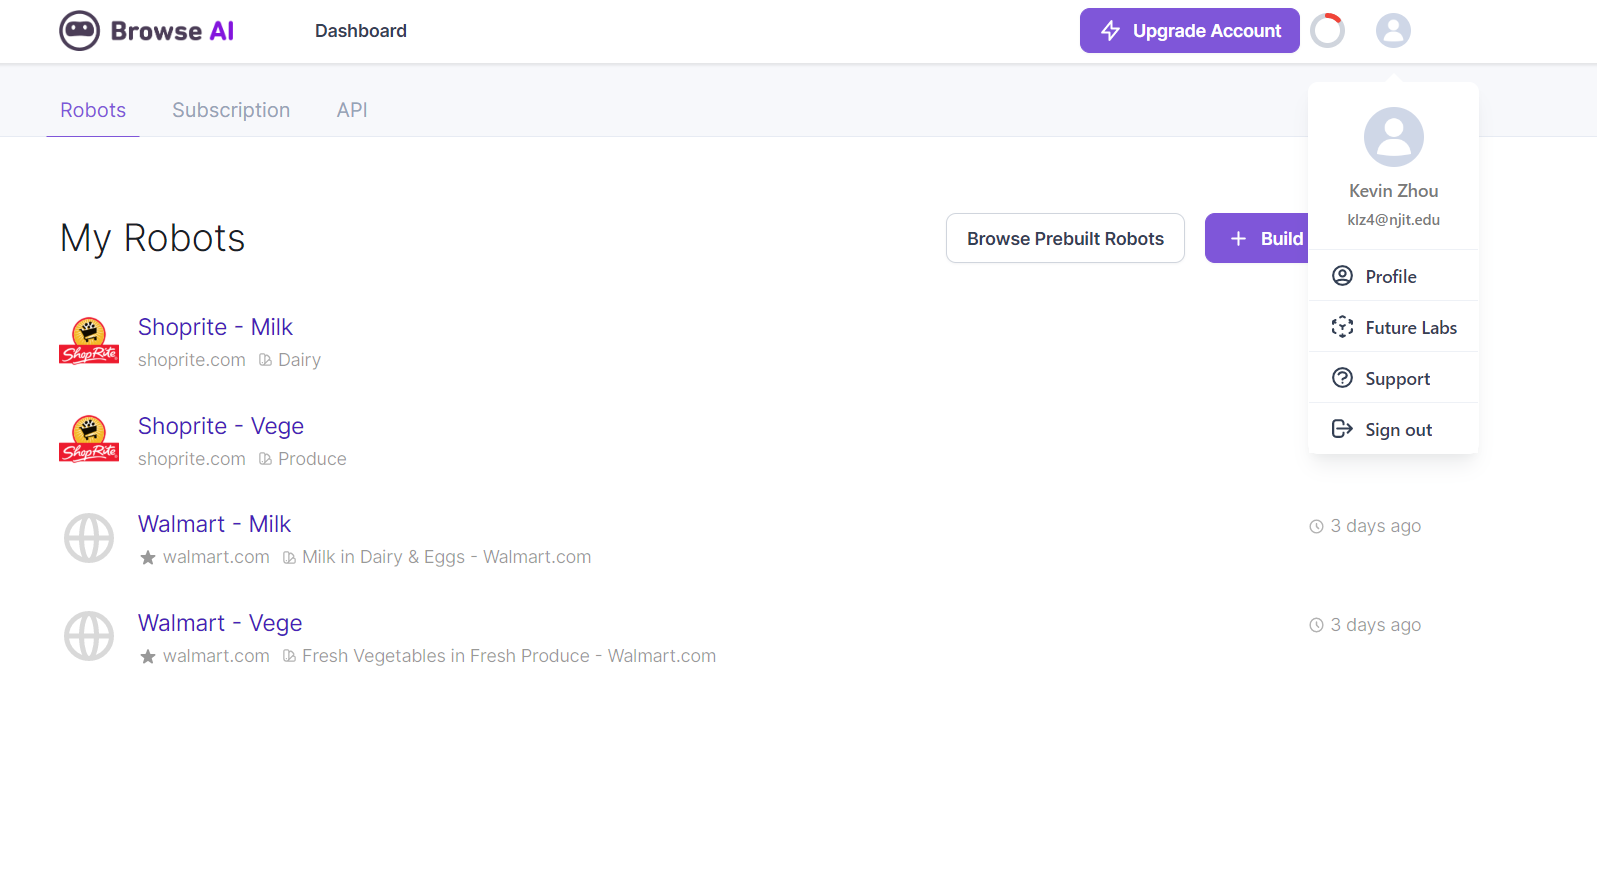 Browse AI
Dashboard
Upgrade Account
Robots
Subscription
API
Kevin Zhou
klz4@njit.edu
Profile
Future Labs
Support
Sign out
My Robots
Browse Prebuilt Robots
+ Build
ShopRite
Shoprite - Milk
shoprite.com Dairy
ShopRite
Shoprite - Vege
shoprite.com Produce
Walmart - Milk
walmart.com Milk in Dairy & Eggs - Walmart.com
3 days ago
Walmart - Vege
walmart.com Fresh Vegetables in Fresh Produce - Walmart.com
3 days ago